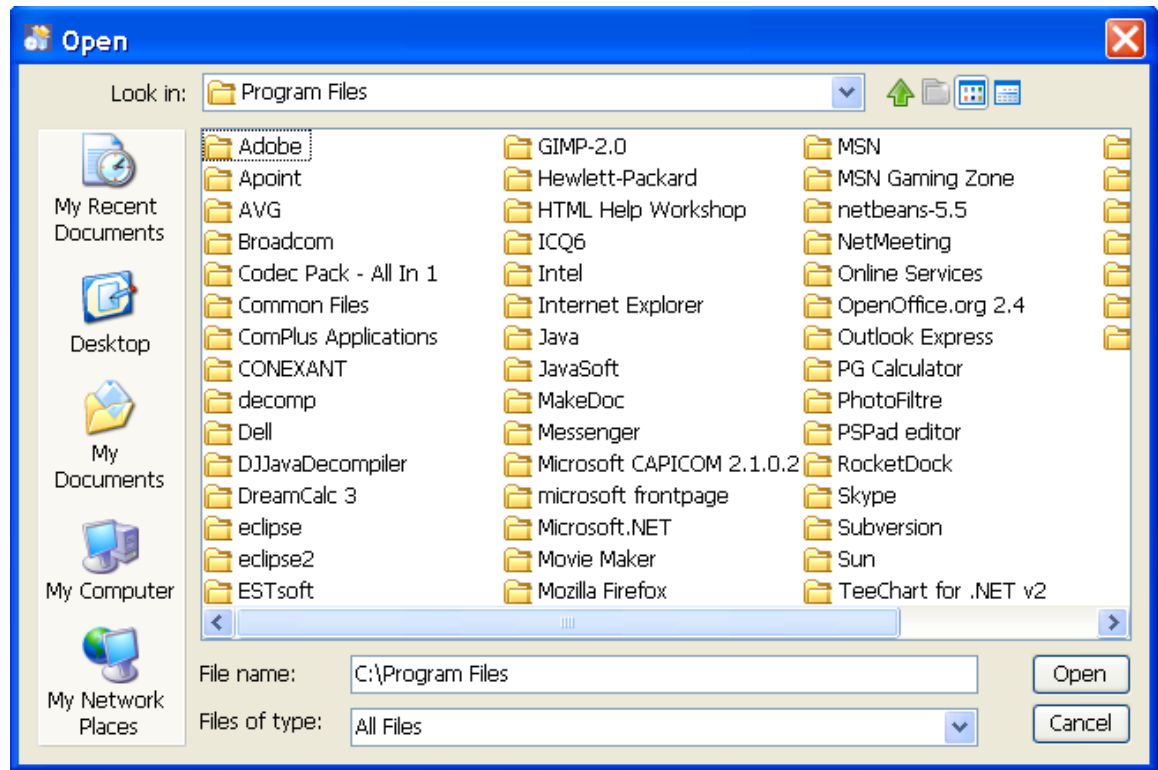 Open
Look in: Program Files
My Recent
Documents
Desktop
My
Documents
My Computer
My Network
Places
Adobe
Apoint
AVG
Broadcom
Codec Pack - All In 1
Common Files
ComPlus Applications
CONEXANT
decomp
Dell
DJJavaDecompiler
DreamCalc 3
eclipse
eclipse2
ESTsoft
GIMP-2.0
Hewlett-Packard
HTML Help Workshop
ICQ6
Intel
Internet Explorer
Java
JavaSoft
MakeDoc
Messenger
Microsoft CAPICOM 2.1.0.2
microsoft frontpage
Microsoft.NET
Movie Maker
Mozilla Firefox
MSN
MSN Gaming Zone
netbeans-5.5
NetMeeting
Online Services
OpenOffice.org 2.4
Outlook Express
PG Calculator
PhotoFiltre
PSPad editor
RocketDock
Skype
Subversion
Sun
TeeChart for .NET v2
File name: C:\Program Files Open
Files of type: All Files Cancel